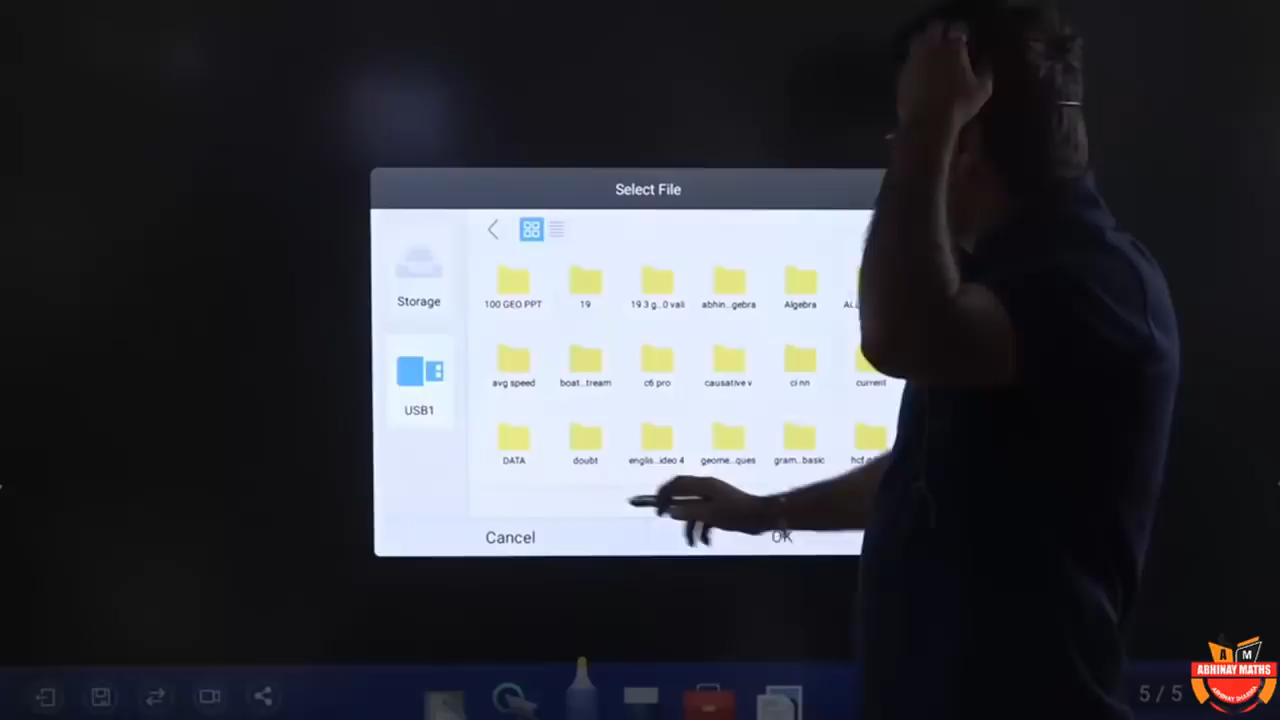 Select File
Storage
USB1
100 GEO PPT
19
19 3 g..0 vali
abhin...gebra
Algebra
avg speed
boat...tream
c6 pro
causative v
ci nn
current
DATA
doubt
englis...ideo 4
geome...ques
gram...basic
Cancel
OK
5 / 5
A M
ABHINAY MATHS
ABHINAY SHARMA